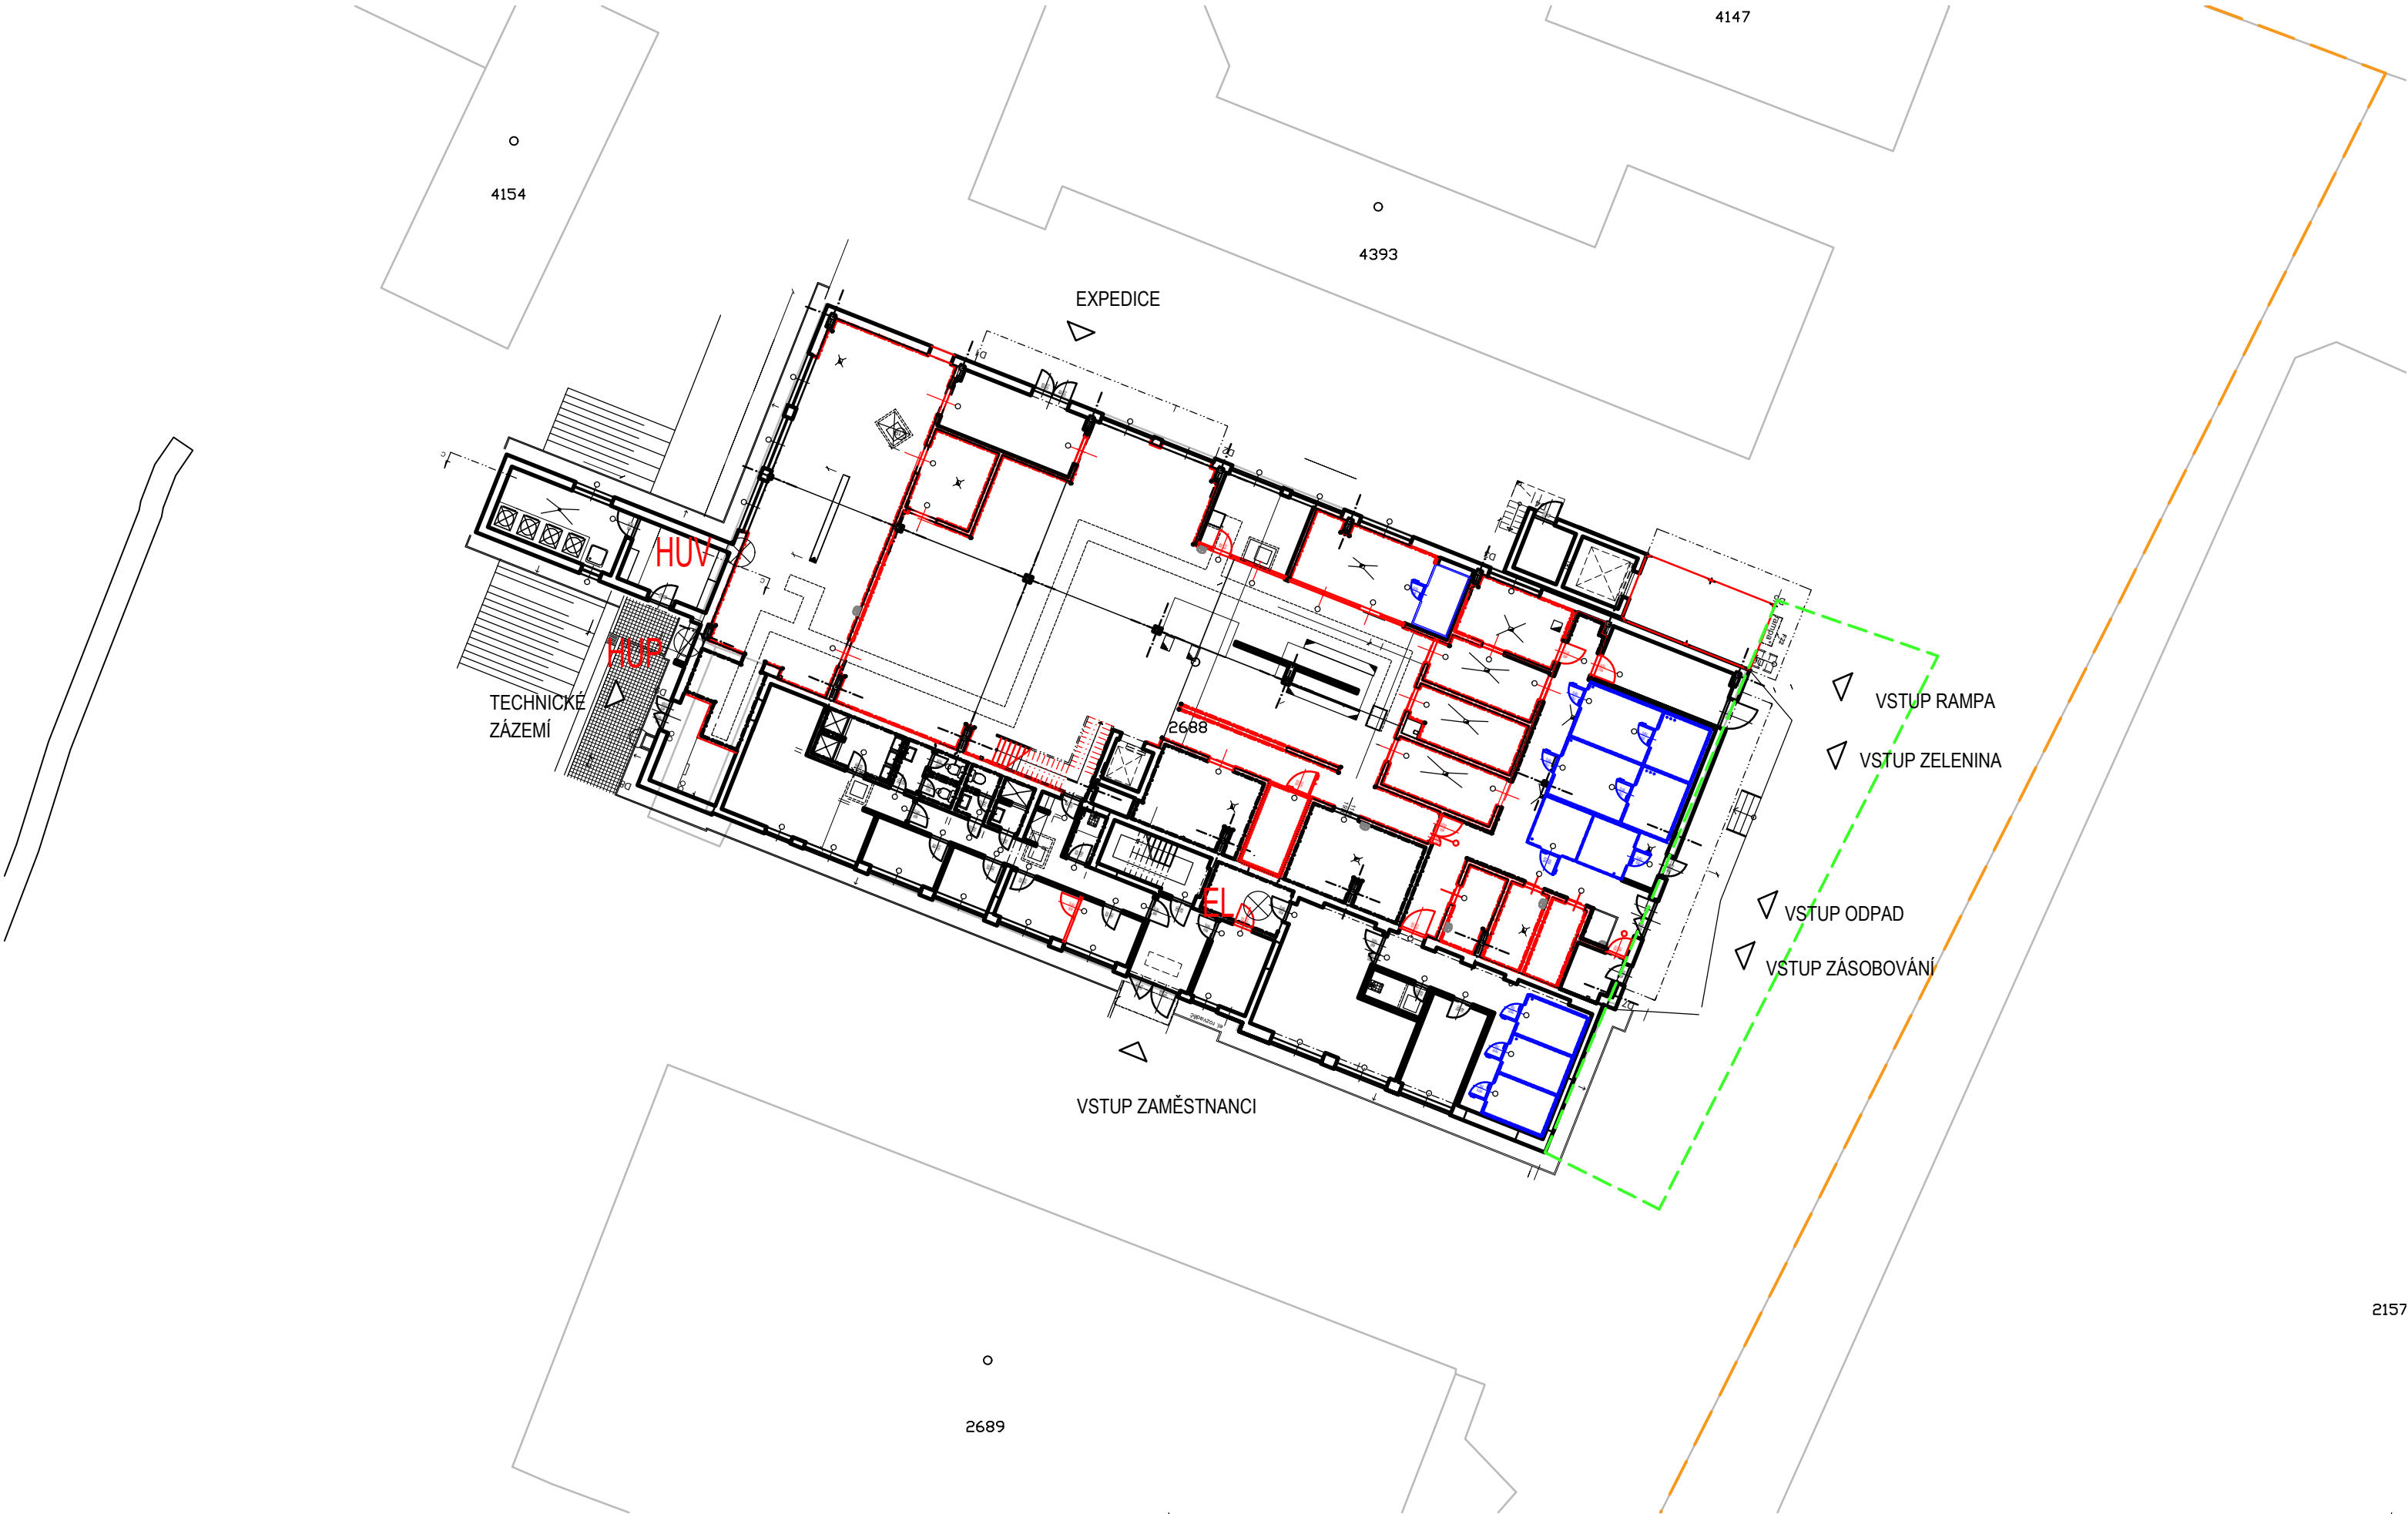 4147
4154
4393
EXPEDICE
HUV
HUP
TECHNICKÉ
ZÁZEMÍ
2688
VSTUP RAMPA
VSTUP ZELENINA
EL
VSTUP ODPAD
VSTUP ZÁSOBOVÁNÍ
VSTUP ZAMĚSTNANCI
2157
2689